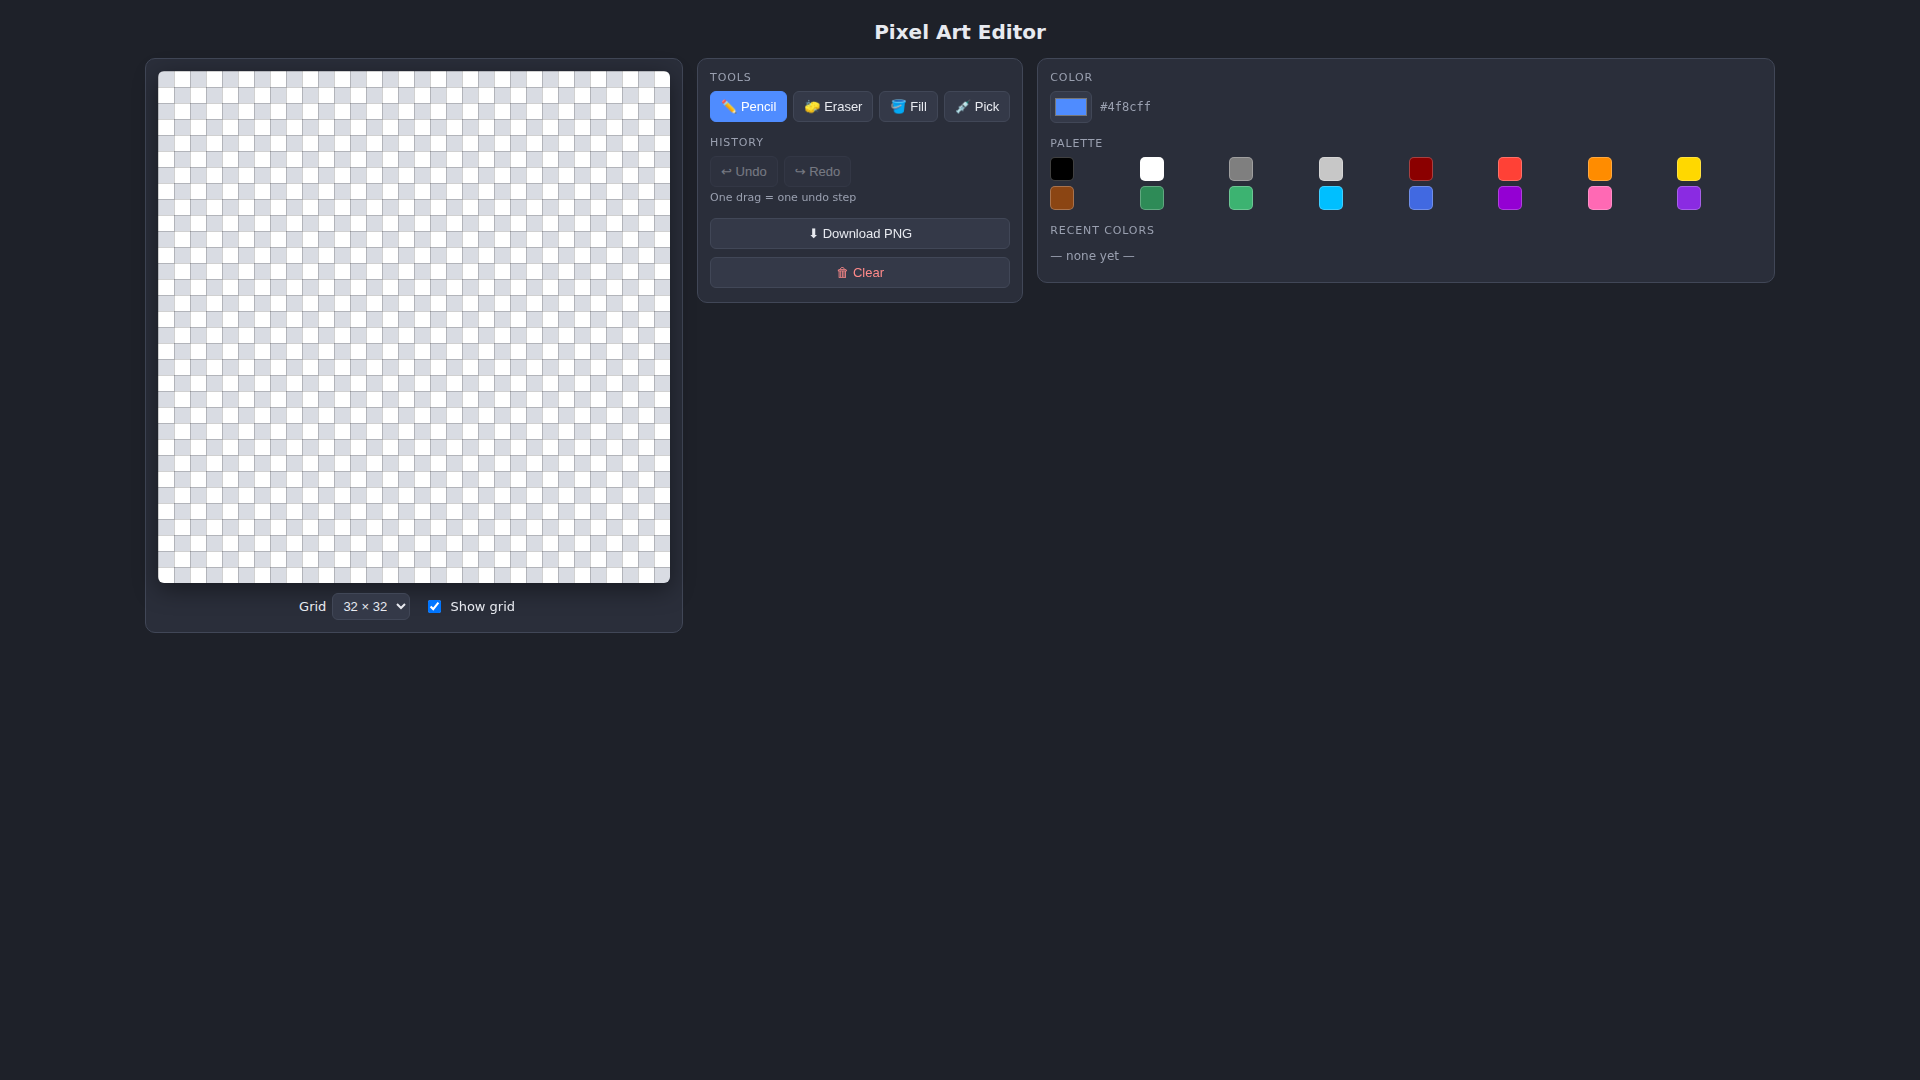 Pixel Art Editor
TOOLS
Pencil
Eraser
Fill
Pick
HISTORY
↩ Undo
↪ Redo
One drag = one undo step
⬇ Download PNG
Clear
COLOR
#4f8cff
PALETTE
RECENT COLORS
— none yet —
Grid
32 × 32
Show grid